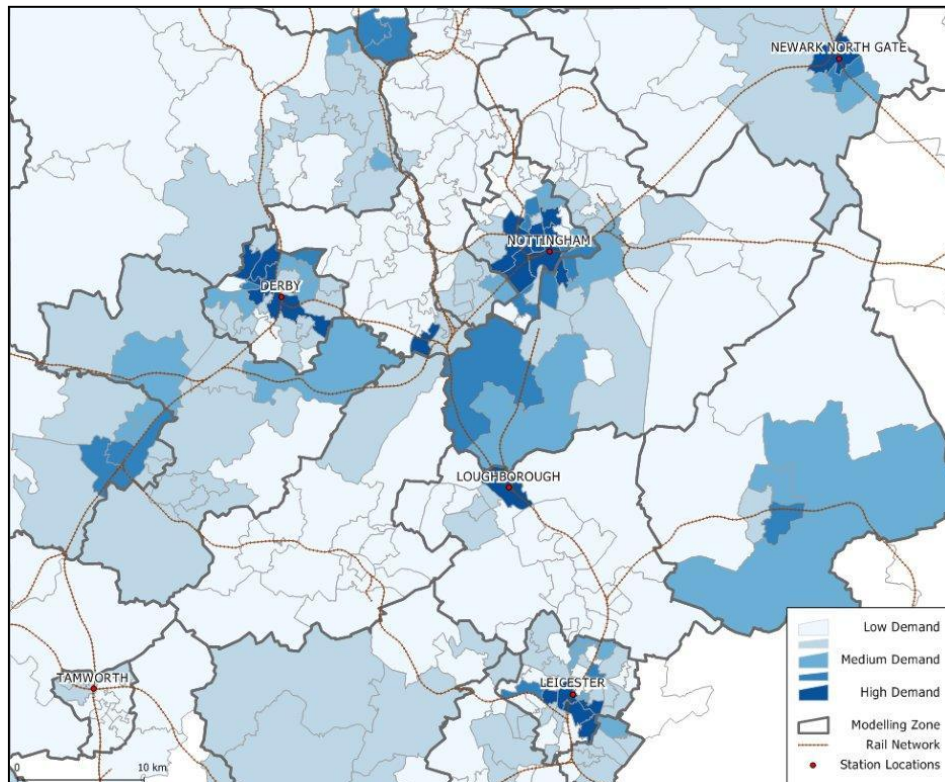 NEWARK NORTH GATE
NOTTINGHAM
DERBY
LOUGHBOROUGH
TAMWORTH
LEICESTER
Low Demand
Medium Demand
High Demand
Modelling Zone
Rail Network
Station Locations
0 10 km